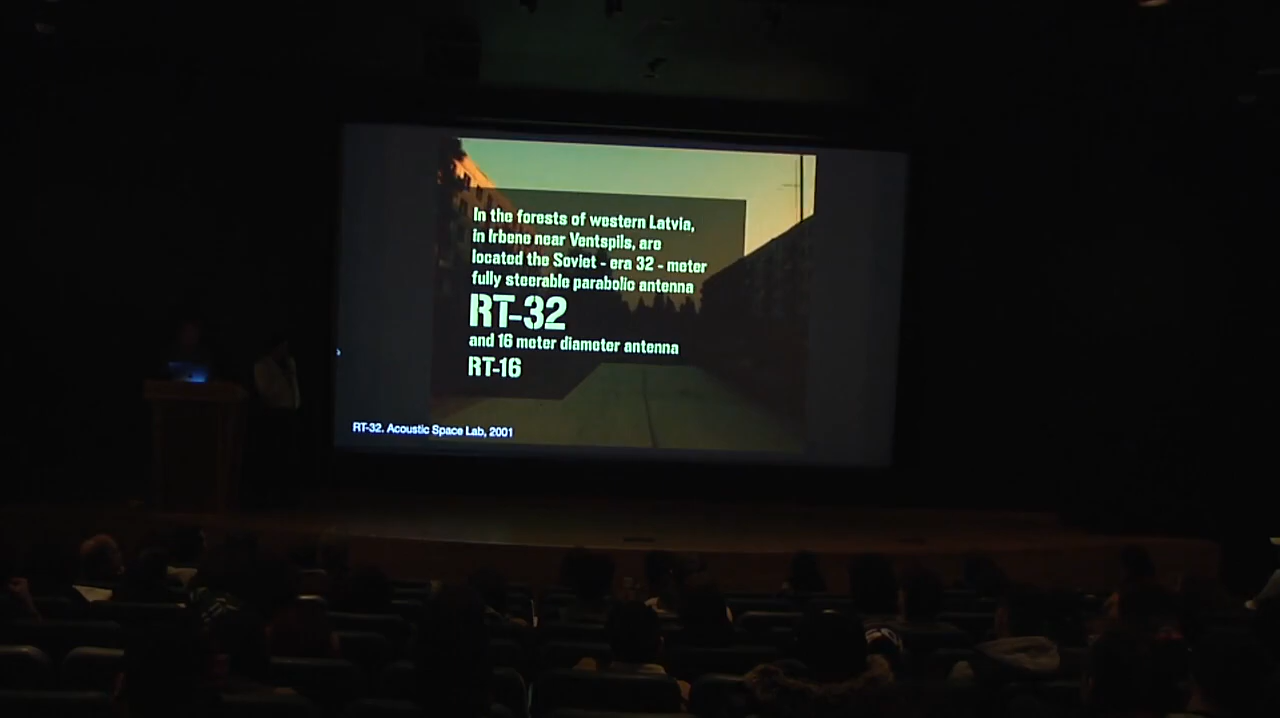 In the forests of western Latvia,
in Irbene near Ventspils, are
located the Soviet - era 32 - meter
fully steerable parabolic antenna
RT-32
and 16 meter diameter antenna
RT-16
RT-32. Acoustic Space Lab, 2001